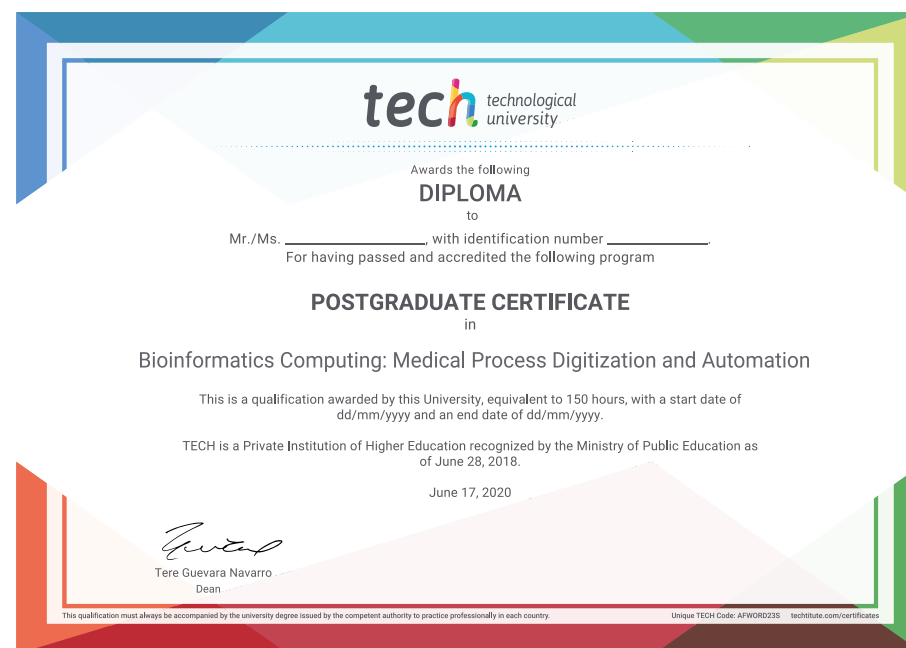 tech technological
university
Awards the following
DIPLOMA
to
Mr./Ms. ____________, with identification number ____________.
For having passed and accredited the following program
POSTGRADUATE CERTIFICATE
in
Bioinformatics Computing: Medical Process Digitization and Automation
This is a qualification awarded by this University, equivalent to 150 hours, with a start date of
dd/mm/yyyy and an end date of dd/mm/yyyy.
TECH is a Private Institution of Higher Education recognized by the Ministry of Public Education as
of June 28, 2018.
June 17, 2020
Tere Guevara Navarro
Dean
This qualification must always be accompanied by the university degree issued by the competent authority to practice professionally in each country.
Unique TECH Code: AFWORD23S techtitute.com/certificates